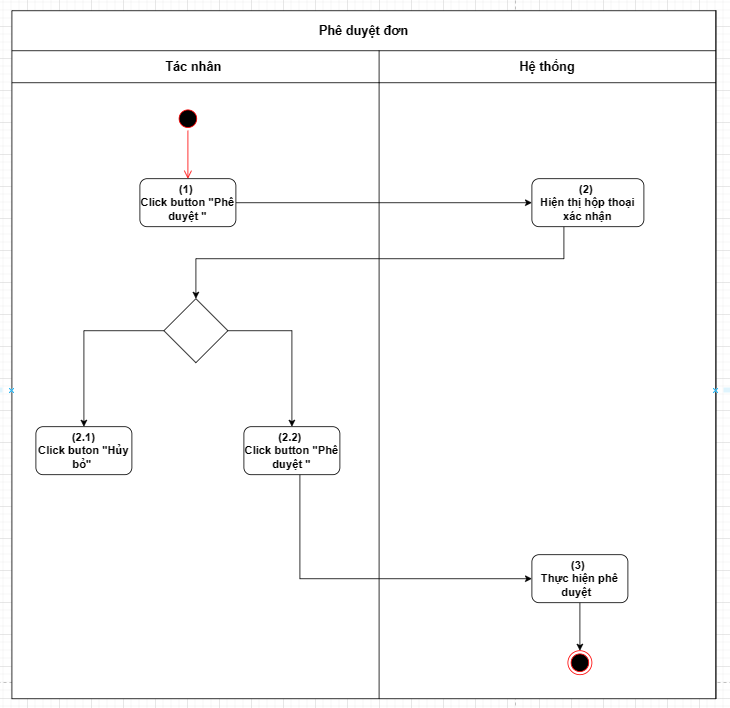 Phê duyệt đơn
Tác nhân
Hệ thống
(1)
Click button "Phê
duyệt "
(2)
Hiện thị hộp thoại
xác nhận
(2.1)
Click buton "Hủy
bỏ"
(2.2)
Click button "Phê
duyệt "
(3)
Thực hiện phê
duyệt